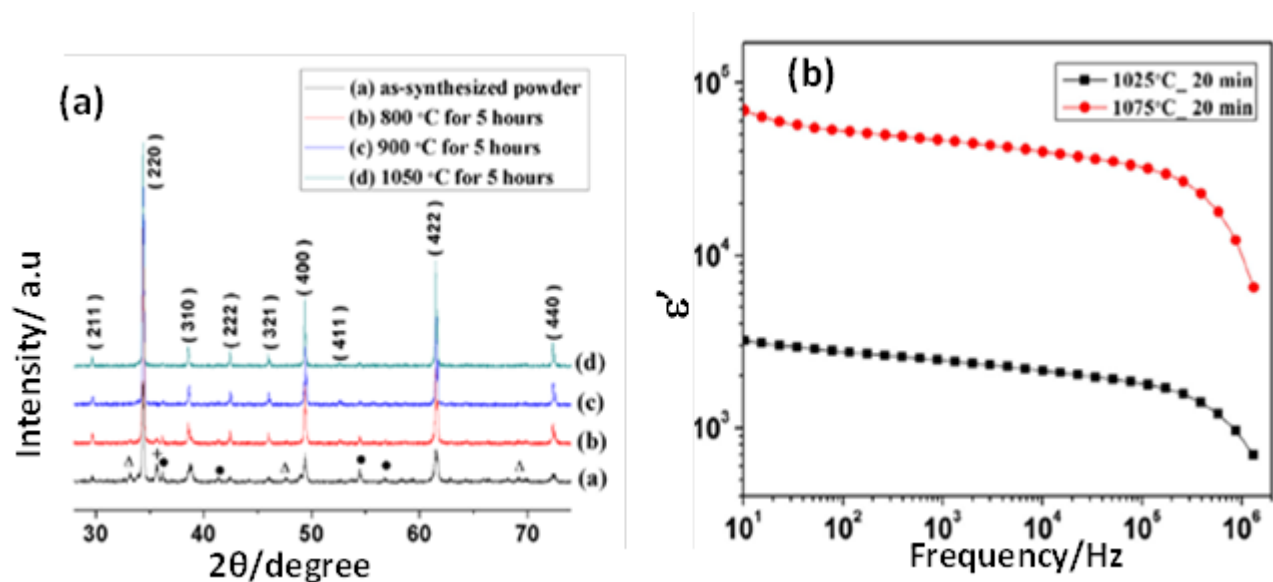 (a)
(a) as-synthesized powder
(b) 800 °C for 5 hours
(c) 900 °C for 5 hours
(d) 1050 °C for 5 hours
( 211 )
( 220 )
( 310 )
( 222 )
( 321 )
( 400 )
( 411 )
( 422 )
( 440 )
(d)
(c)
(b)
(a)
Δ
+
●
●
Δ
●
●
Δ
Intensity/ a.u
30
40
50
60
70
2θ/degree
(b)
1025°C_ 20 min
1075°C_ 20 min
10⁵
10⁴
10³
ε'
10¹
10²
10³
10⁴
10⁵
10⁶
Frequency/Hz